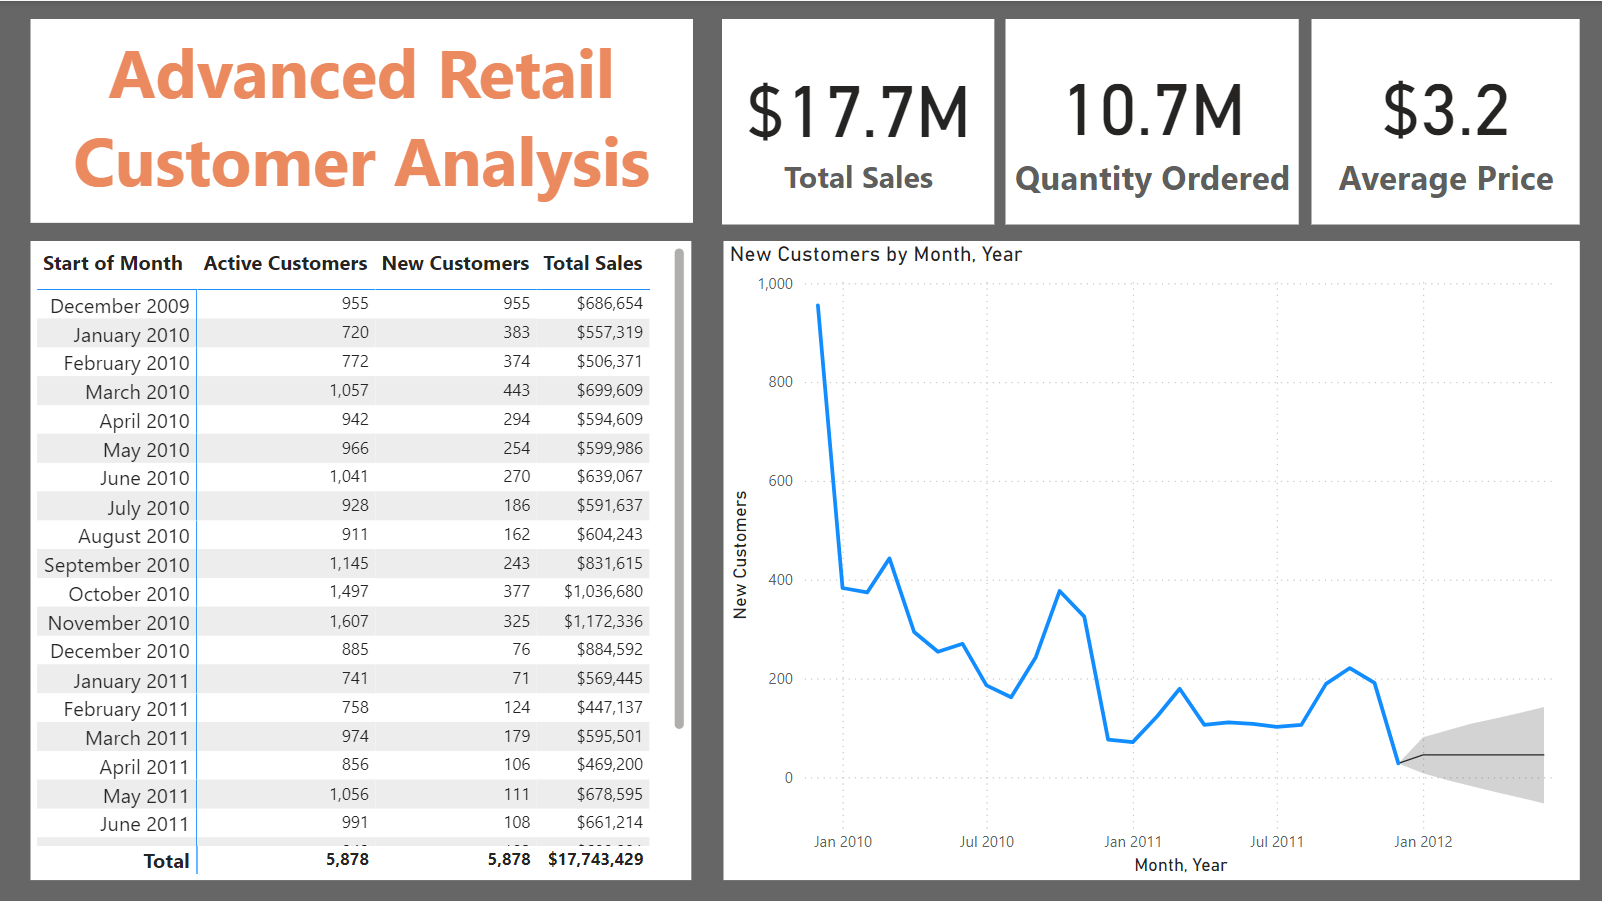 Advanced Retail
Customer Analysis
$17.7M
Total Sales
10.7M
Quantity Ordered
$3.2
Average Price
Start of Month Active Customers New Customers Total Sales
December 2009 955 955 $686,654
January 2010 720 383 $557,319
February 2010 772 374 $506,371
March 2010 1,057 443 $699,609
April 2010 942 294 $594,609
May 2010 966 254 $599,986
June 2010 1,041 270 $639,067
July 2010 928 186 $591,637
August 2010 911 162 $604,243
September 2010 1,145 243 $831,615
October 2010 1,497 377 $1,036,680
November 2010 1,607 325 $1,172,336
December 2010 885 76 $884,592
January 2011 741 71 $569,445
February 2011 758 124 $447,137
March 2011 974 179 $595,501
April 2011 856 106 $469,200
May 2011 1,056 111 $678,595
June 2011 991 108 $661,214
Total 5,878 5,878 $17,743,429
New Customers by Month, Year
1,000
800
600
400
200
0
New Customers
Jan 2010 Jul 2010 Jan 2011 Jul 2011 Jan 2012
Month, Year